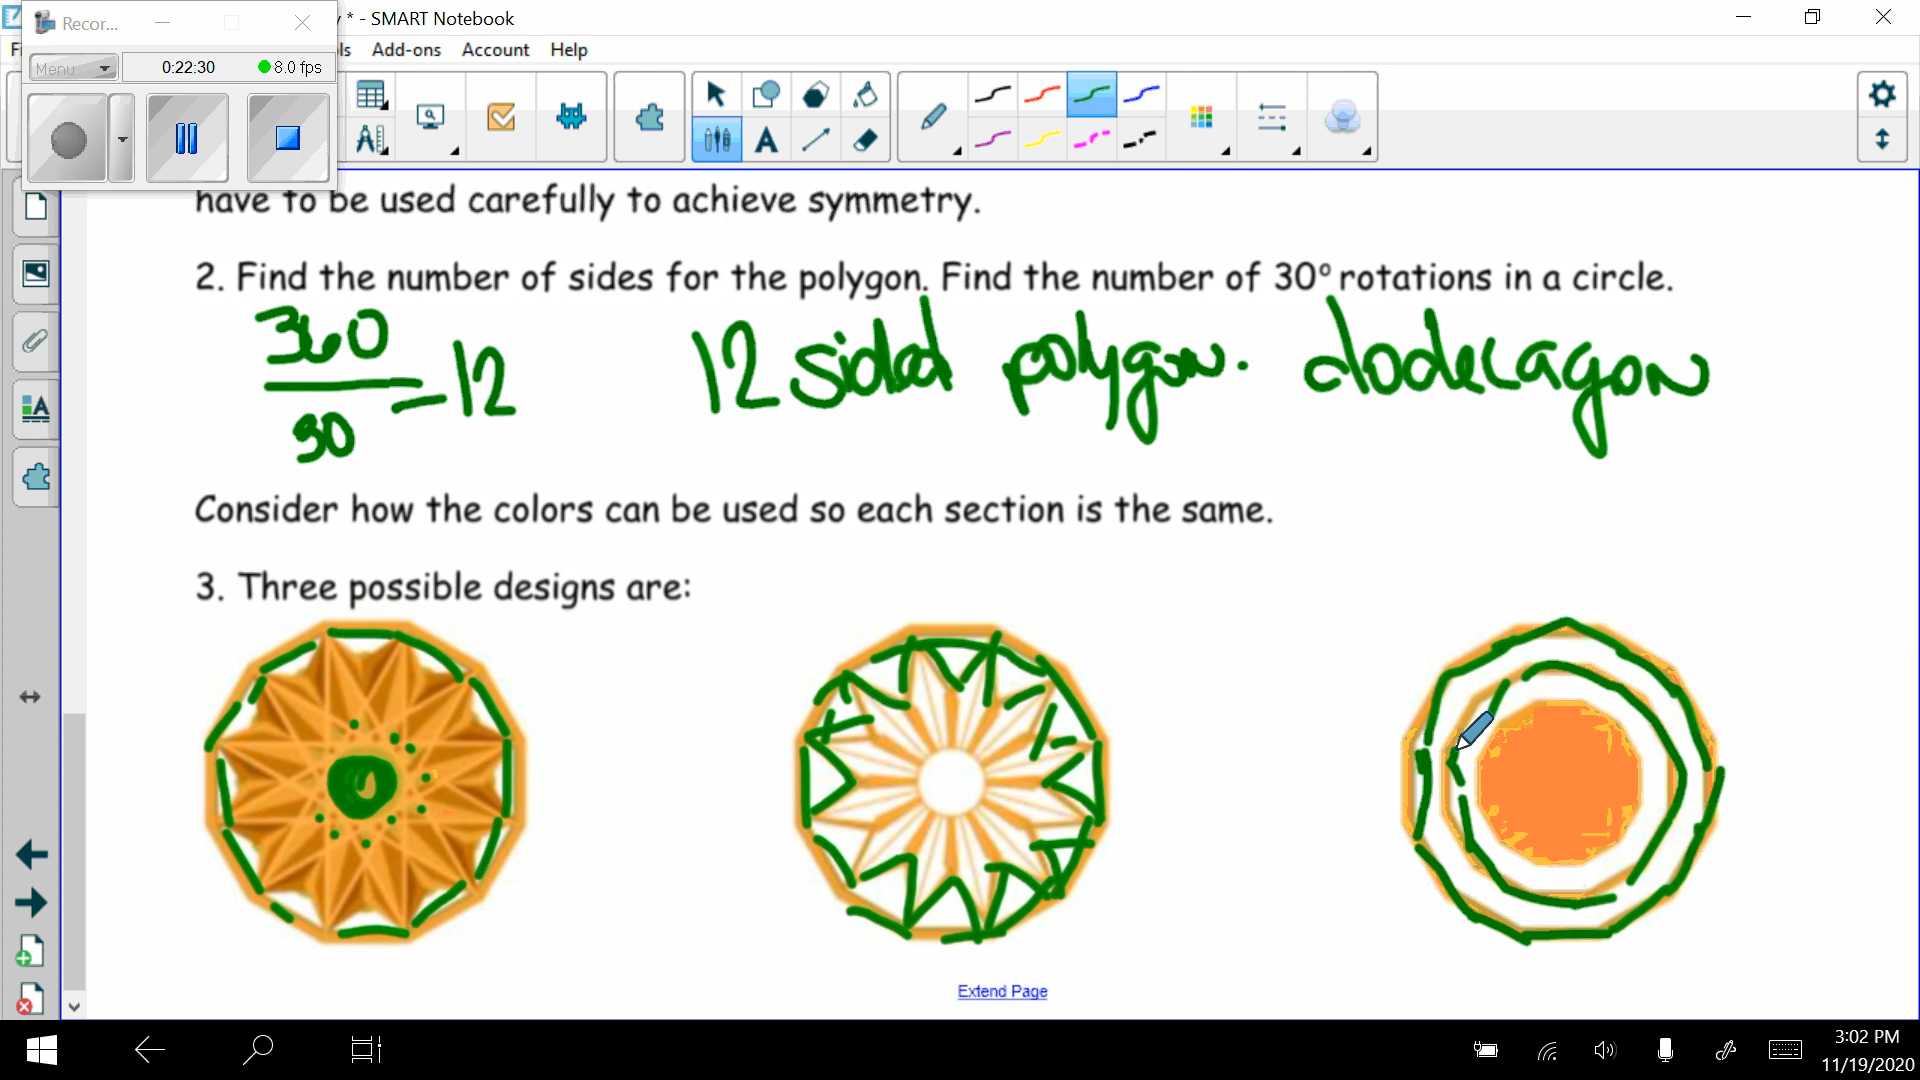 Recor...
y * - SMART Notebook
ls Add-ons Account Help
Menu 0:22:30 8.0 fps
have to be used carefully to achieve symmetry.
2. Find the number of sides for the polygon. Find the number of 30° rotations in a circle.
360
30
=12
12 sided polygon. dodecagon
Consider how the colors can be used so each section is the same.
3. Three possible designs are:
Extend Page
3:02 PM
11/19/2020